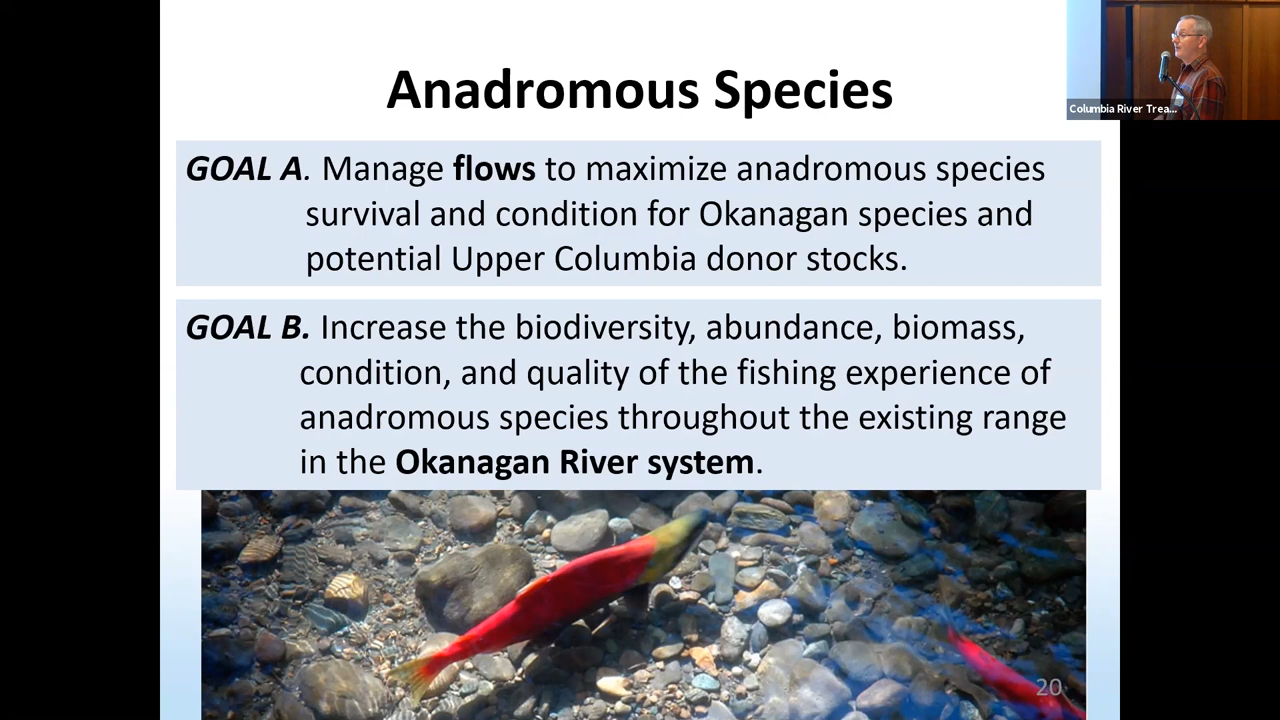 Anadromous Species
Columbia River Trea...
GOAL A. Manage flows to maximize anadromous species
survival and condition for Okanagan species and
potential Upper Columbia donor stocks.
GOAL B. Increase the biodiversity, abundance, biomass,
condition, and quality of the fishing experience of
anadromous species throughout the existing range
in the Okanagan River system.
20